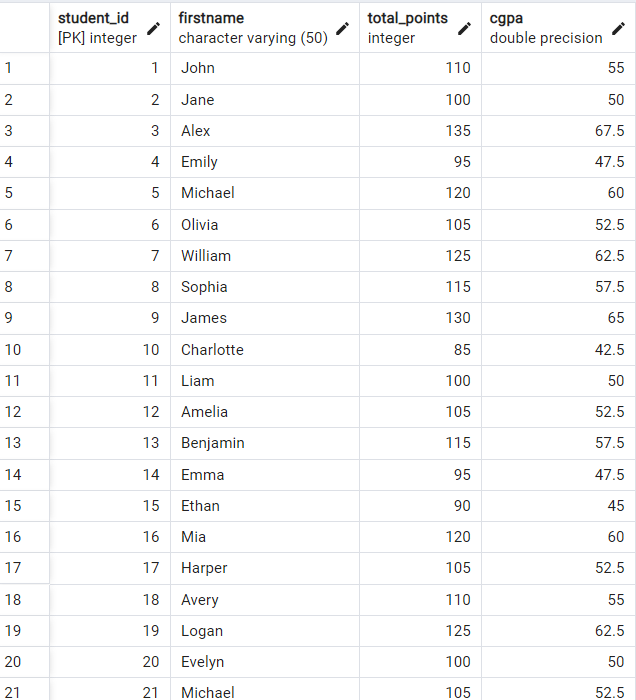 student_id firstname total_points cgpa
[PK] integer character varying (50) integer double precision
1 1 John 110 55
2 2 Jane 100 50
3 3 Alex 135 67.5
4 4 Emily 95 47.5
5 5 Michael 120 60
6 6 Olivia 105 52.5
7 7 William 125 62.5
8 8 Sophia 115 57.5
9 9 James 130 65
10 10 Charlotte 85 42.5
11 11 Liam 100 50
12 12 Amelia 105 52.5
13 13 Benjamin 115 57.5
14 14 Emma 95 47.5
15 15 Ethan 90 45
16 16 Mia 120 60
17 17 Harper 105 52.5
18 18 Avery 110 55
19 19 Logan 125 62.5
20 20 Evelyn 100 50
21 21 Michael 105 52.5